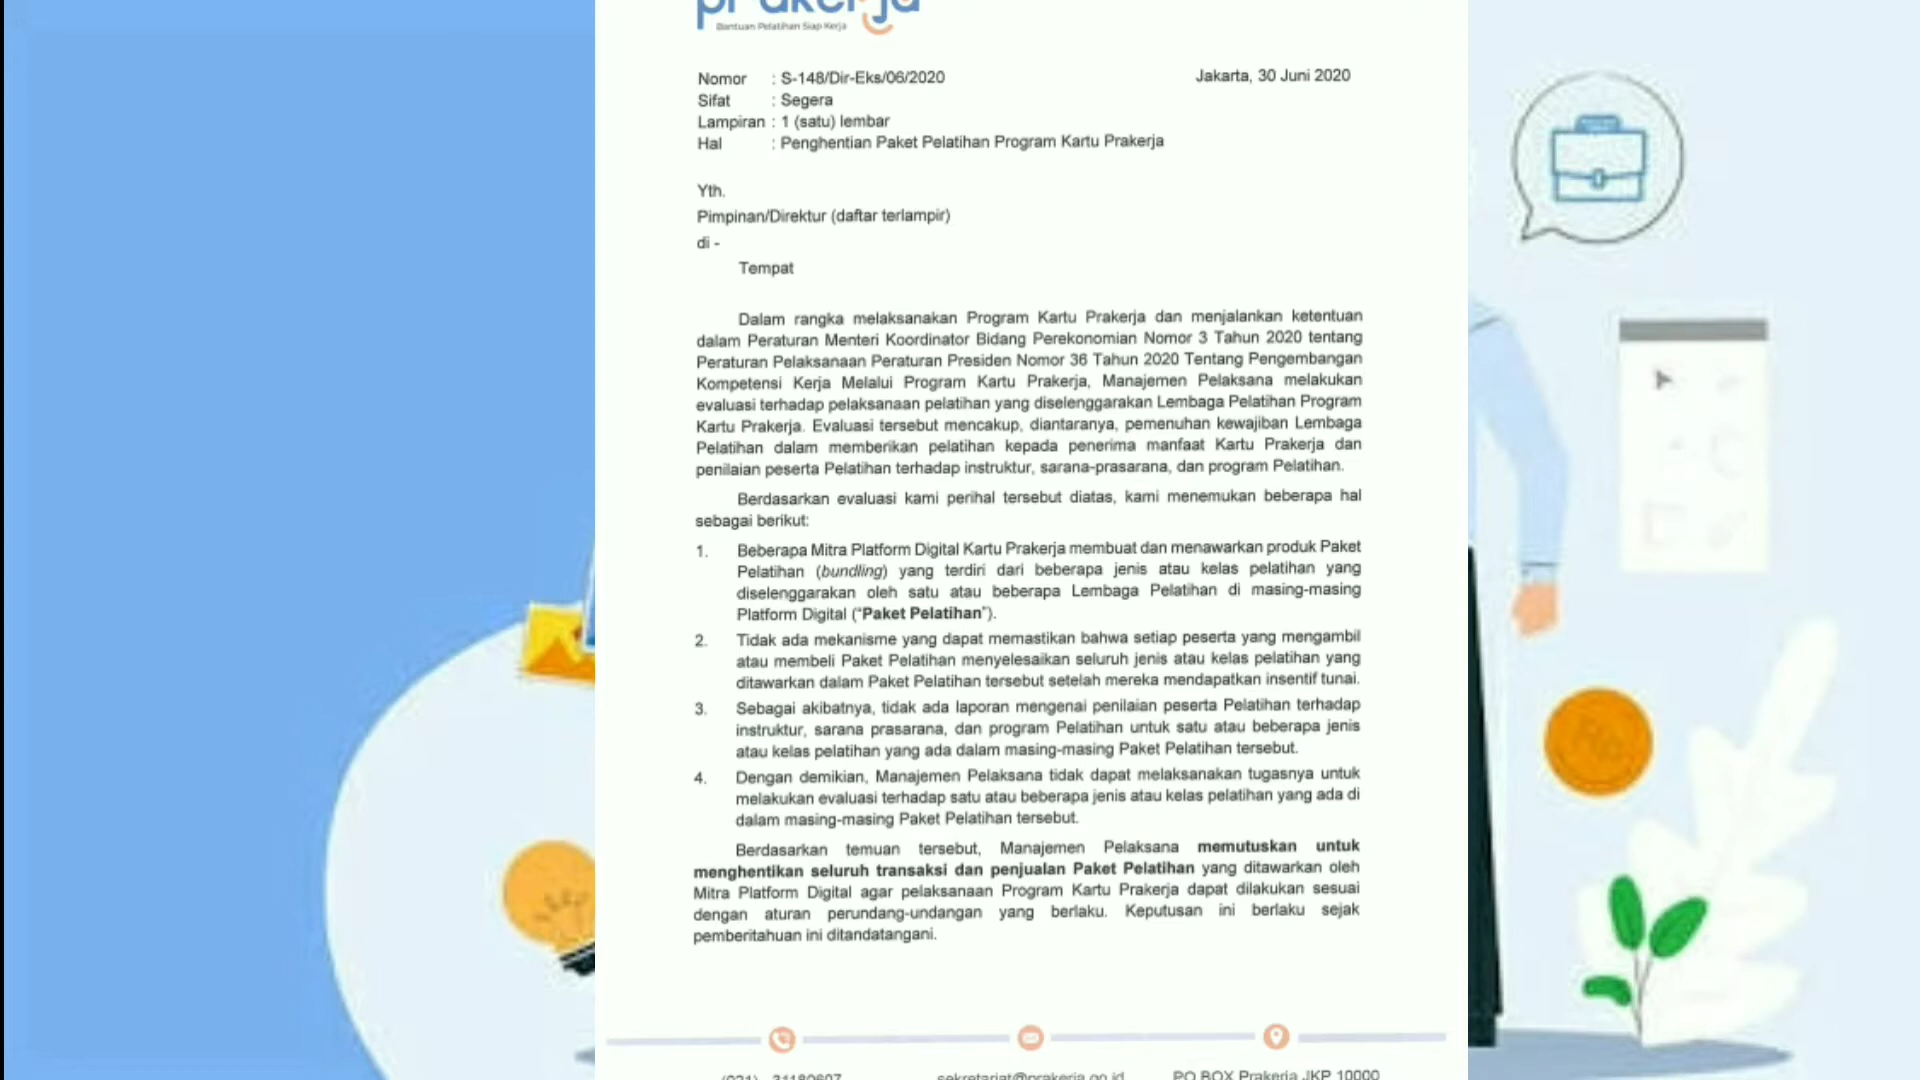 prakerja
Bantuan Pelatihan Siap Kerja
Nomor : S-148/Dir-Eks/06/2020 Jakarta, 30 Juni 2020
Sifat : Segera
Lampiran : 1 (satu) lembar
Hal : Penghentian Paket Pelatihan Program Kartu Prakerja
Yth.
Pimpinan/Direktur (daftar terlampir)
di -
Tempat
Dalam rangka melaksanakan Program Kartu Prakerja dan menjalankan ketentuan
dalam Peraturan Menteri Koordinator Bidang Perekonomian Nomor 3 Tahun 2020 tentang
Peraturan Pelaksanaan Peraturan Presiden Nomor 36 Tahun 2020 Tentang Pengembangan
Kompetensi Kerja Melalui Program Kartu Prakerja, Manajemen Pelaksana melakukan
evaluasi terhadap pelaksanaan pelatihan yang diselenggarakan Lembaga Pelatihan Program
Kartu Prakerja. Evaluasi tersebut mencakup, diantaranya, pemenuhan kewajiban Lembaga
Pelatihan dalam memberikan pelatihan kepada penerima manfaat Kartu Prakerja dan
penilaian peserta Pelatihan terhadap instruktur, sarana-prasarana, dan program Pelatihan.
Berdasarkan evaluasi kami perihal tersebut diatas, kami menemukan beberapa hal
sebagai berikut:
1. Beberapa Mitra Platform Digital Kartu Prakerja membuat dan menawarkan produk Paket
Pelatihan (bundling) yang terdiri dari beberapa jenis atau kelas pelatihan yang
diselenggarakan oleh satu atau beberapa Lembaga Pelatihan di masing-masing
Platform Digital (“Paket Pelatihan”).
2. Tidak ada mekanisme yang dapat memastikan bahwa setiap peserta yang mengambil
atau membeli Paket Pelatihan menyelesaikan seluruh jenis atau kelas pelatihan yang
ditawarkan dalam Paket Pelatihan tersebut setelah mereka mendapatkan insentif tunai.
3. Sebagai akibatnya, tidak ada laporan mengenai penilaian peserta Pelatihan terhadap
instruktur, sarana prasarana, dan program Pelatihan untuk satu atau beberapa jenis
atau kelas pelatihan yang ada dalam masing-masing Paket Pelatihan tersebut.
4. Dengan demikian, Manajemen Pelaksana tidak dapat melaksanakan tugasnya untuk
melakukan evaluasi terhadap satu atau beberapa jenis atau kelas pelatihan yang ada di
dalam masing-masing Paket Pelatihan tersebut.
Berdasarkan temuan tersebut, Manajemen Pelaksana memutuskan untuk
menghentikan seluruh transaksi dan penjualan Paket Pelatihan yang ditawarkan oleh
Mitra Platform Digital agar pelaksanaan Program Kartu Prakerja dapat dilakukan sesuai
dengan aturan perundang-undangan yang berlaku. Keputusan ini berlaku sejak
pemberitahuan ini ditandatangani.
sekretariat@prakerja.go.id PO BOX Prakerja JKP 10000